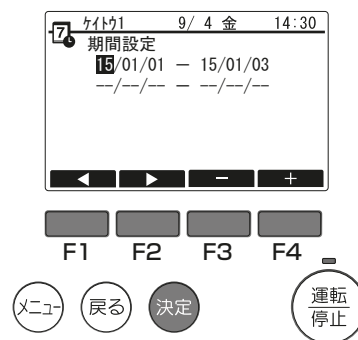 7 ケイトウ1 9/ 4 金 14:30
期間設定
15/01/01 － 15/01/03
--/--/-- － --/--/--
◀ ▶ － ＋
F1 F2 F3 F4
メニュー 戻る 決定 運転
停止